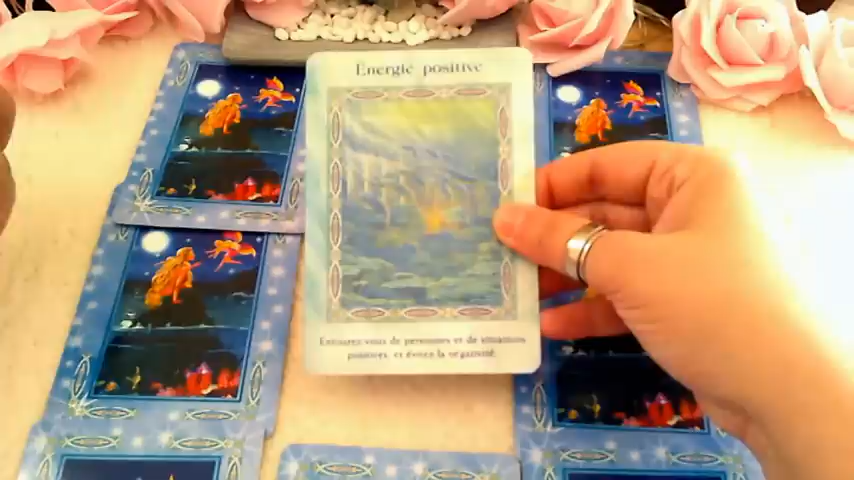 Énergie positive
Entourez-vous de personnes et de situations
positives, et évitez la négativité.